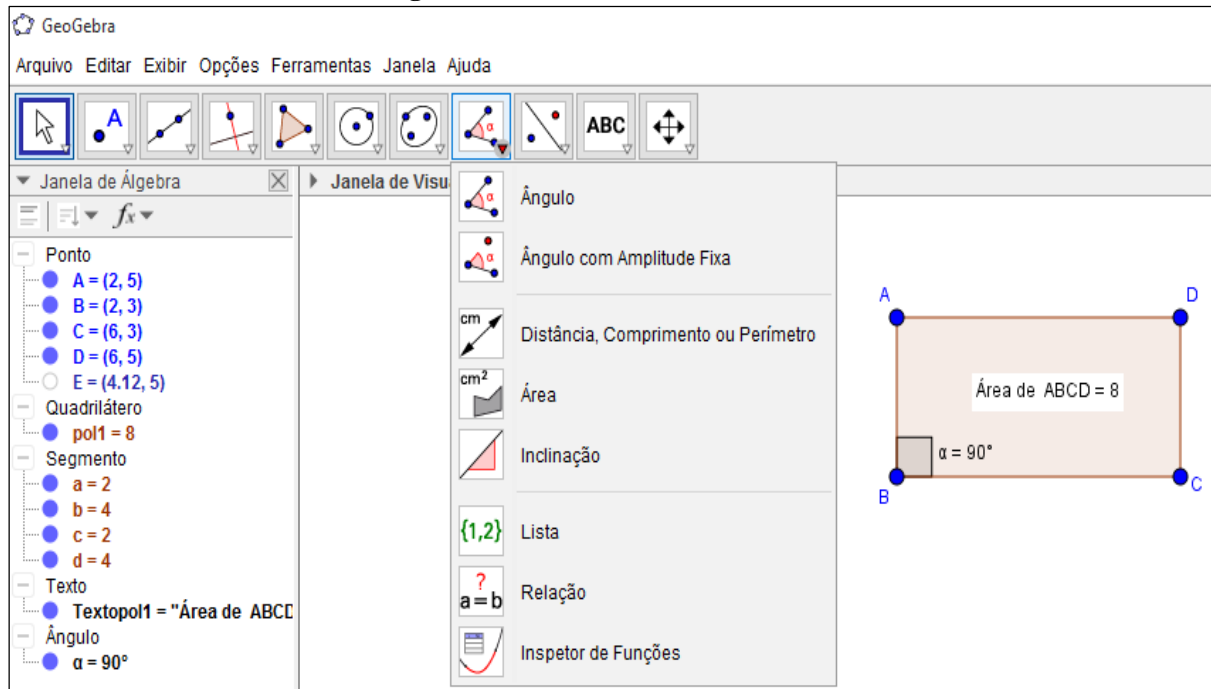 GeoGebra
Arquivo Editar Exibir Opções Ferramentas Janela Ajuda
A
α
ABC
Janela de Álgebra
Janela de Visu
fx
Ponto
A = (2, 5)
B = (2, 3)
C = (6, 3)
D = (6, 5)
E = (4.12, 5)
Quadrilátero
pol1 = 8
Segmento
a = 2
b = 4
c = 2
d = 4
Texto
Textopol1 = "Área de ABCD
Ângulo
α = 90°
α
Ângulo
α
Ângulo com Amplitude Fixa
cm
Distância, Comprimento ou Perímetro
cm²
Área
Inclinação
{1,2}
Lista
?
a=b
Relação
Inspetor de Funções
A
D
Área de ABCD = 8
α = 90°
B
C